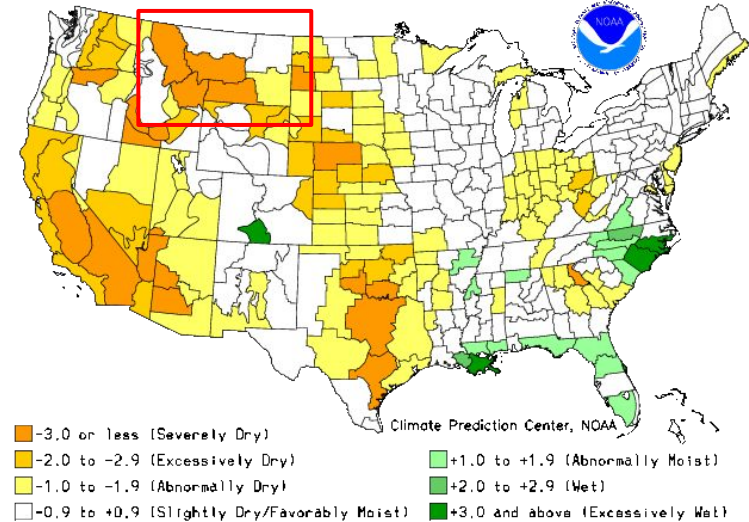 NOAA
Climate Prediction Center, NOAA
-3.0 or less (Severely Dry)
-2.0 to -2.9 (Excessively Dry)
-1.0 to -1.9 (Abnormally Dry)
-0.9 to +0.9 (Slightly Dry/Favorably Moist)
+1.0 to +1.9 (Abnormally Moist)
+2.0 to +2.9 (Wet)
+3.0 and above (Excessively Wet)